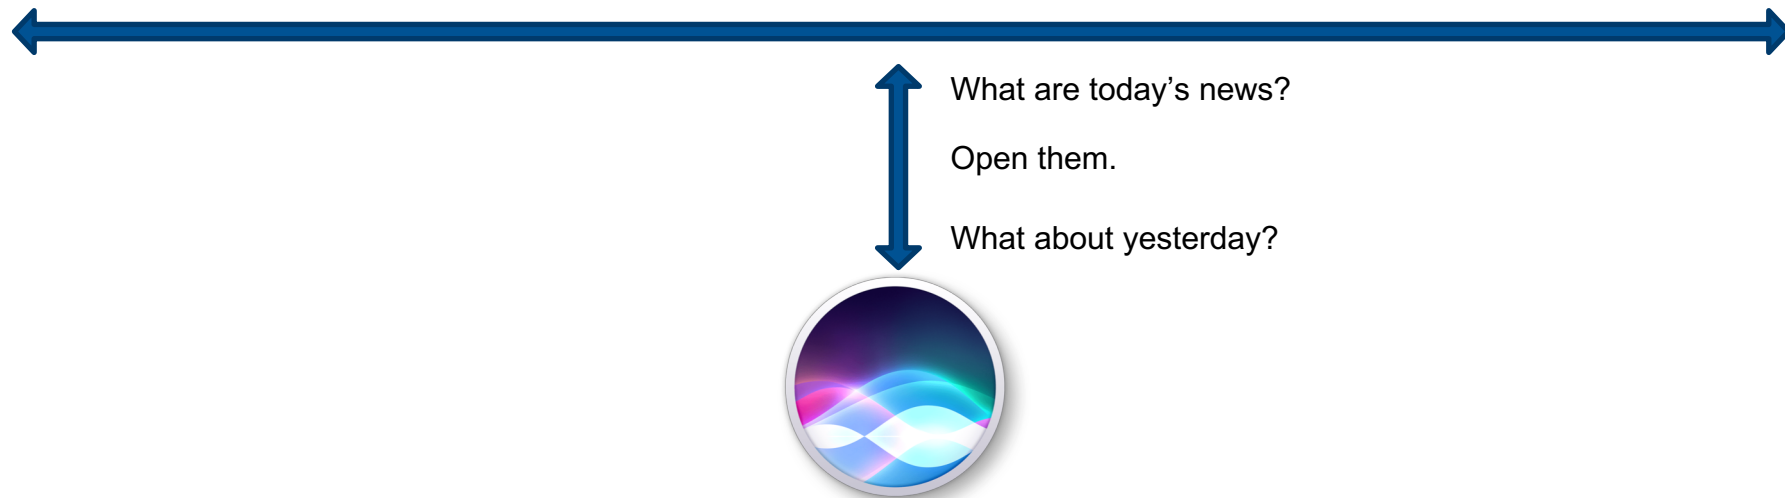 What are today’s news?
Open them.
What about yesterday?